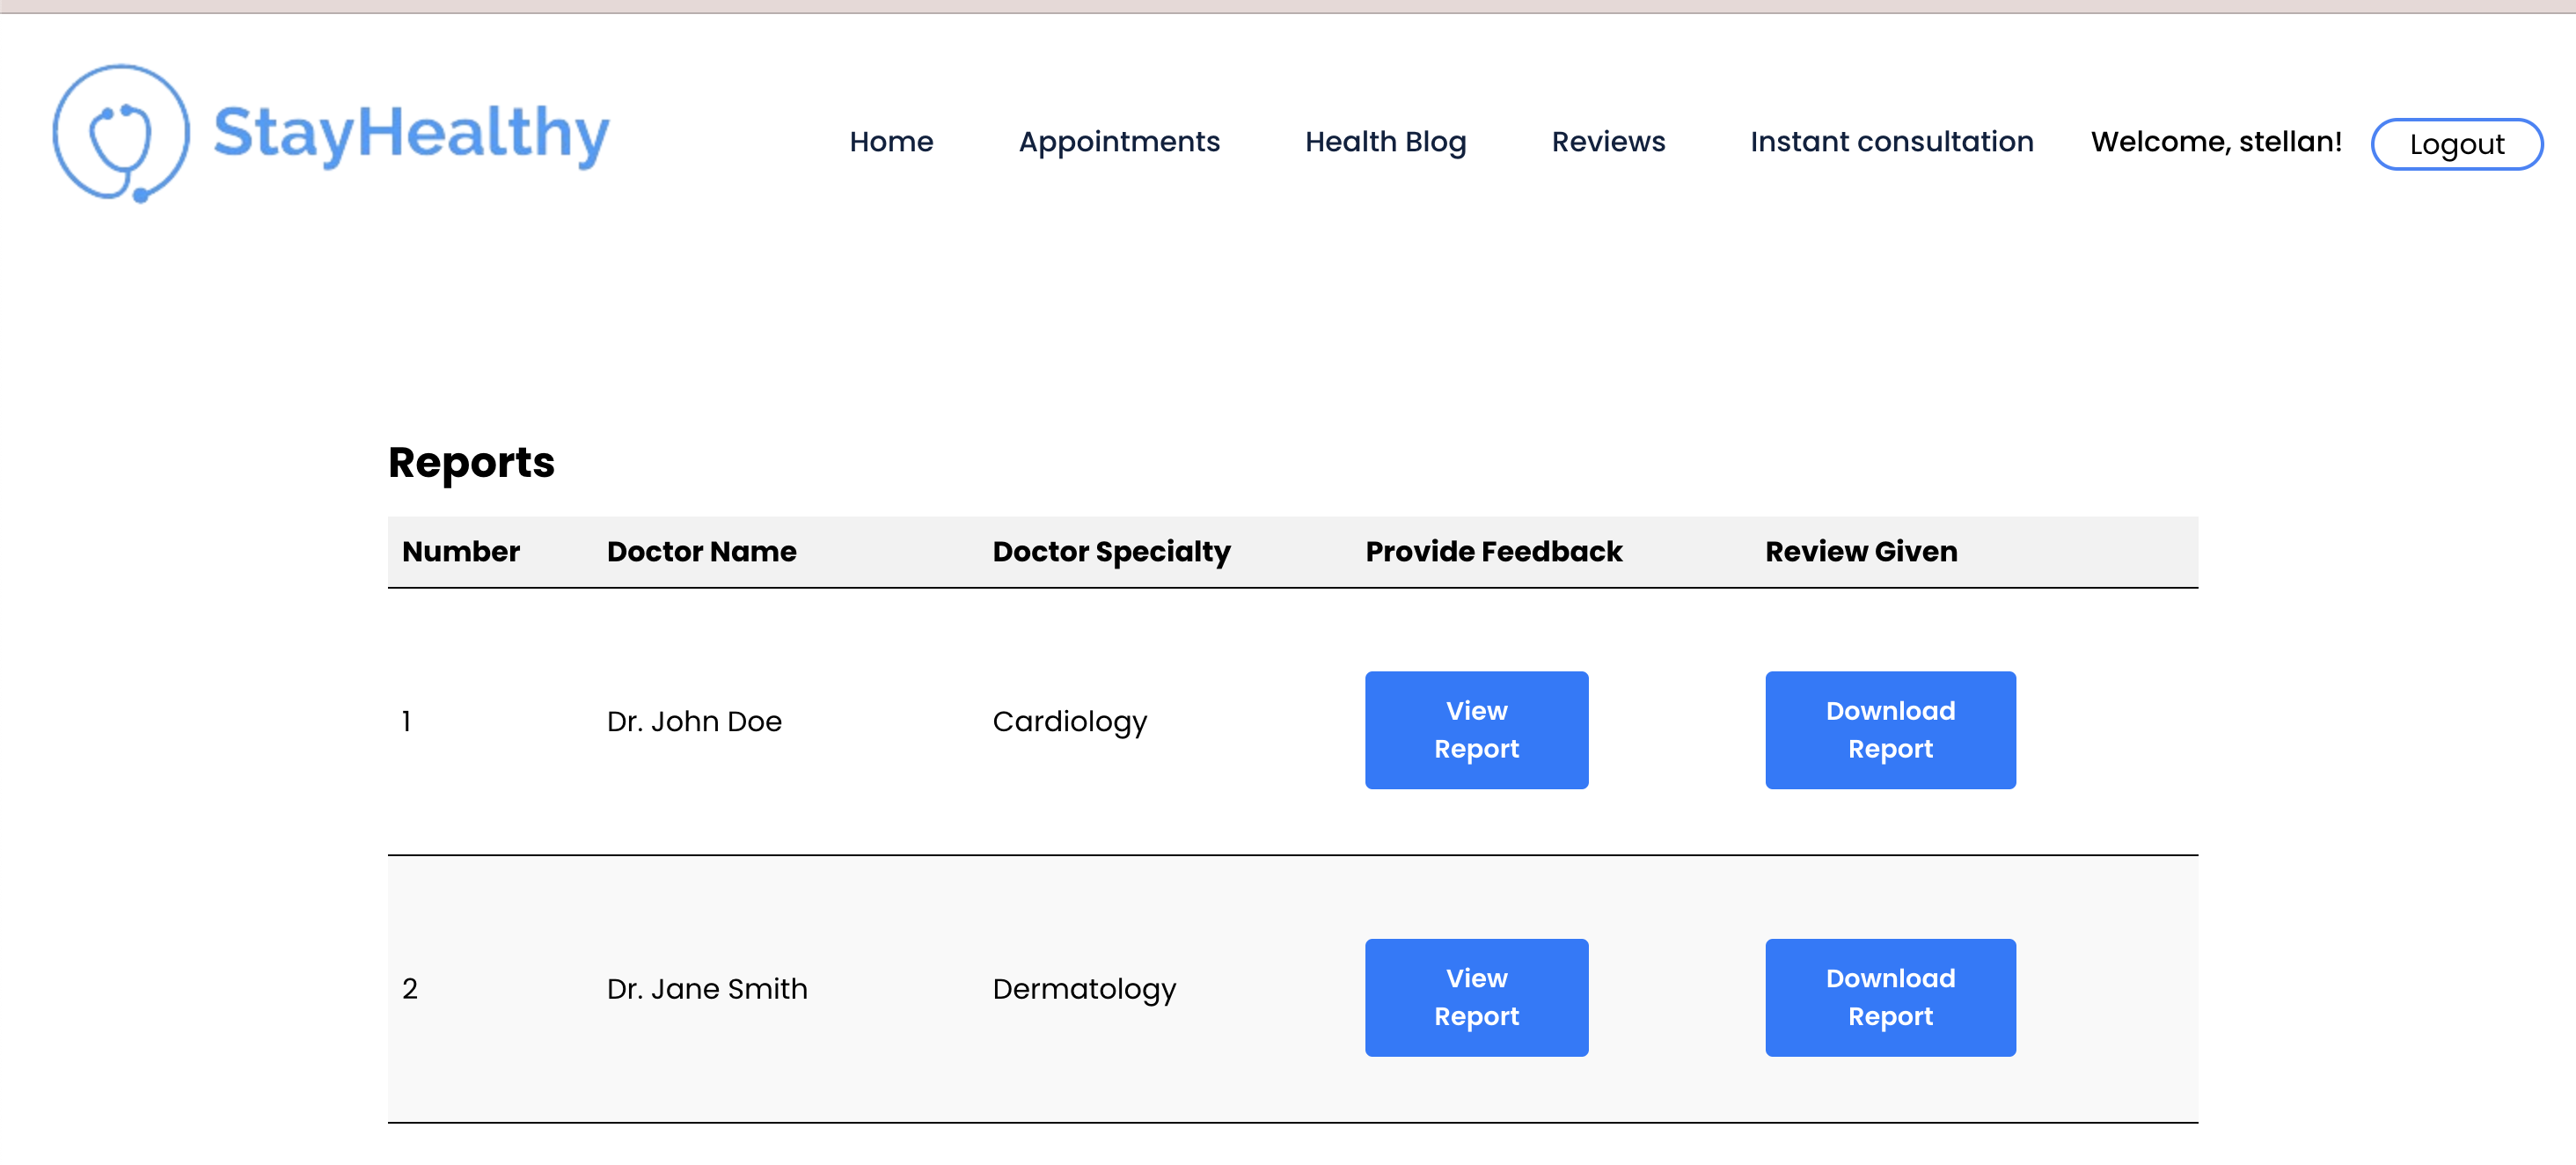 StayHealthy
Home Appointments Health Blog Reviews Instant consultation Welcome, stellan! Logout
Reports
Number Doctor Name Doctor Specialty Provide Feedback Review Given
1 Dr. John Doe Cardiology View Report Download Report
2 Dr. Jane Smith Dermatology View Report Download Report